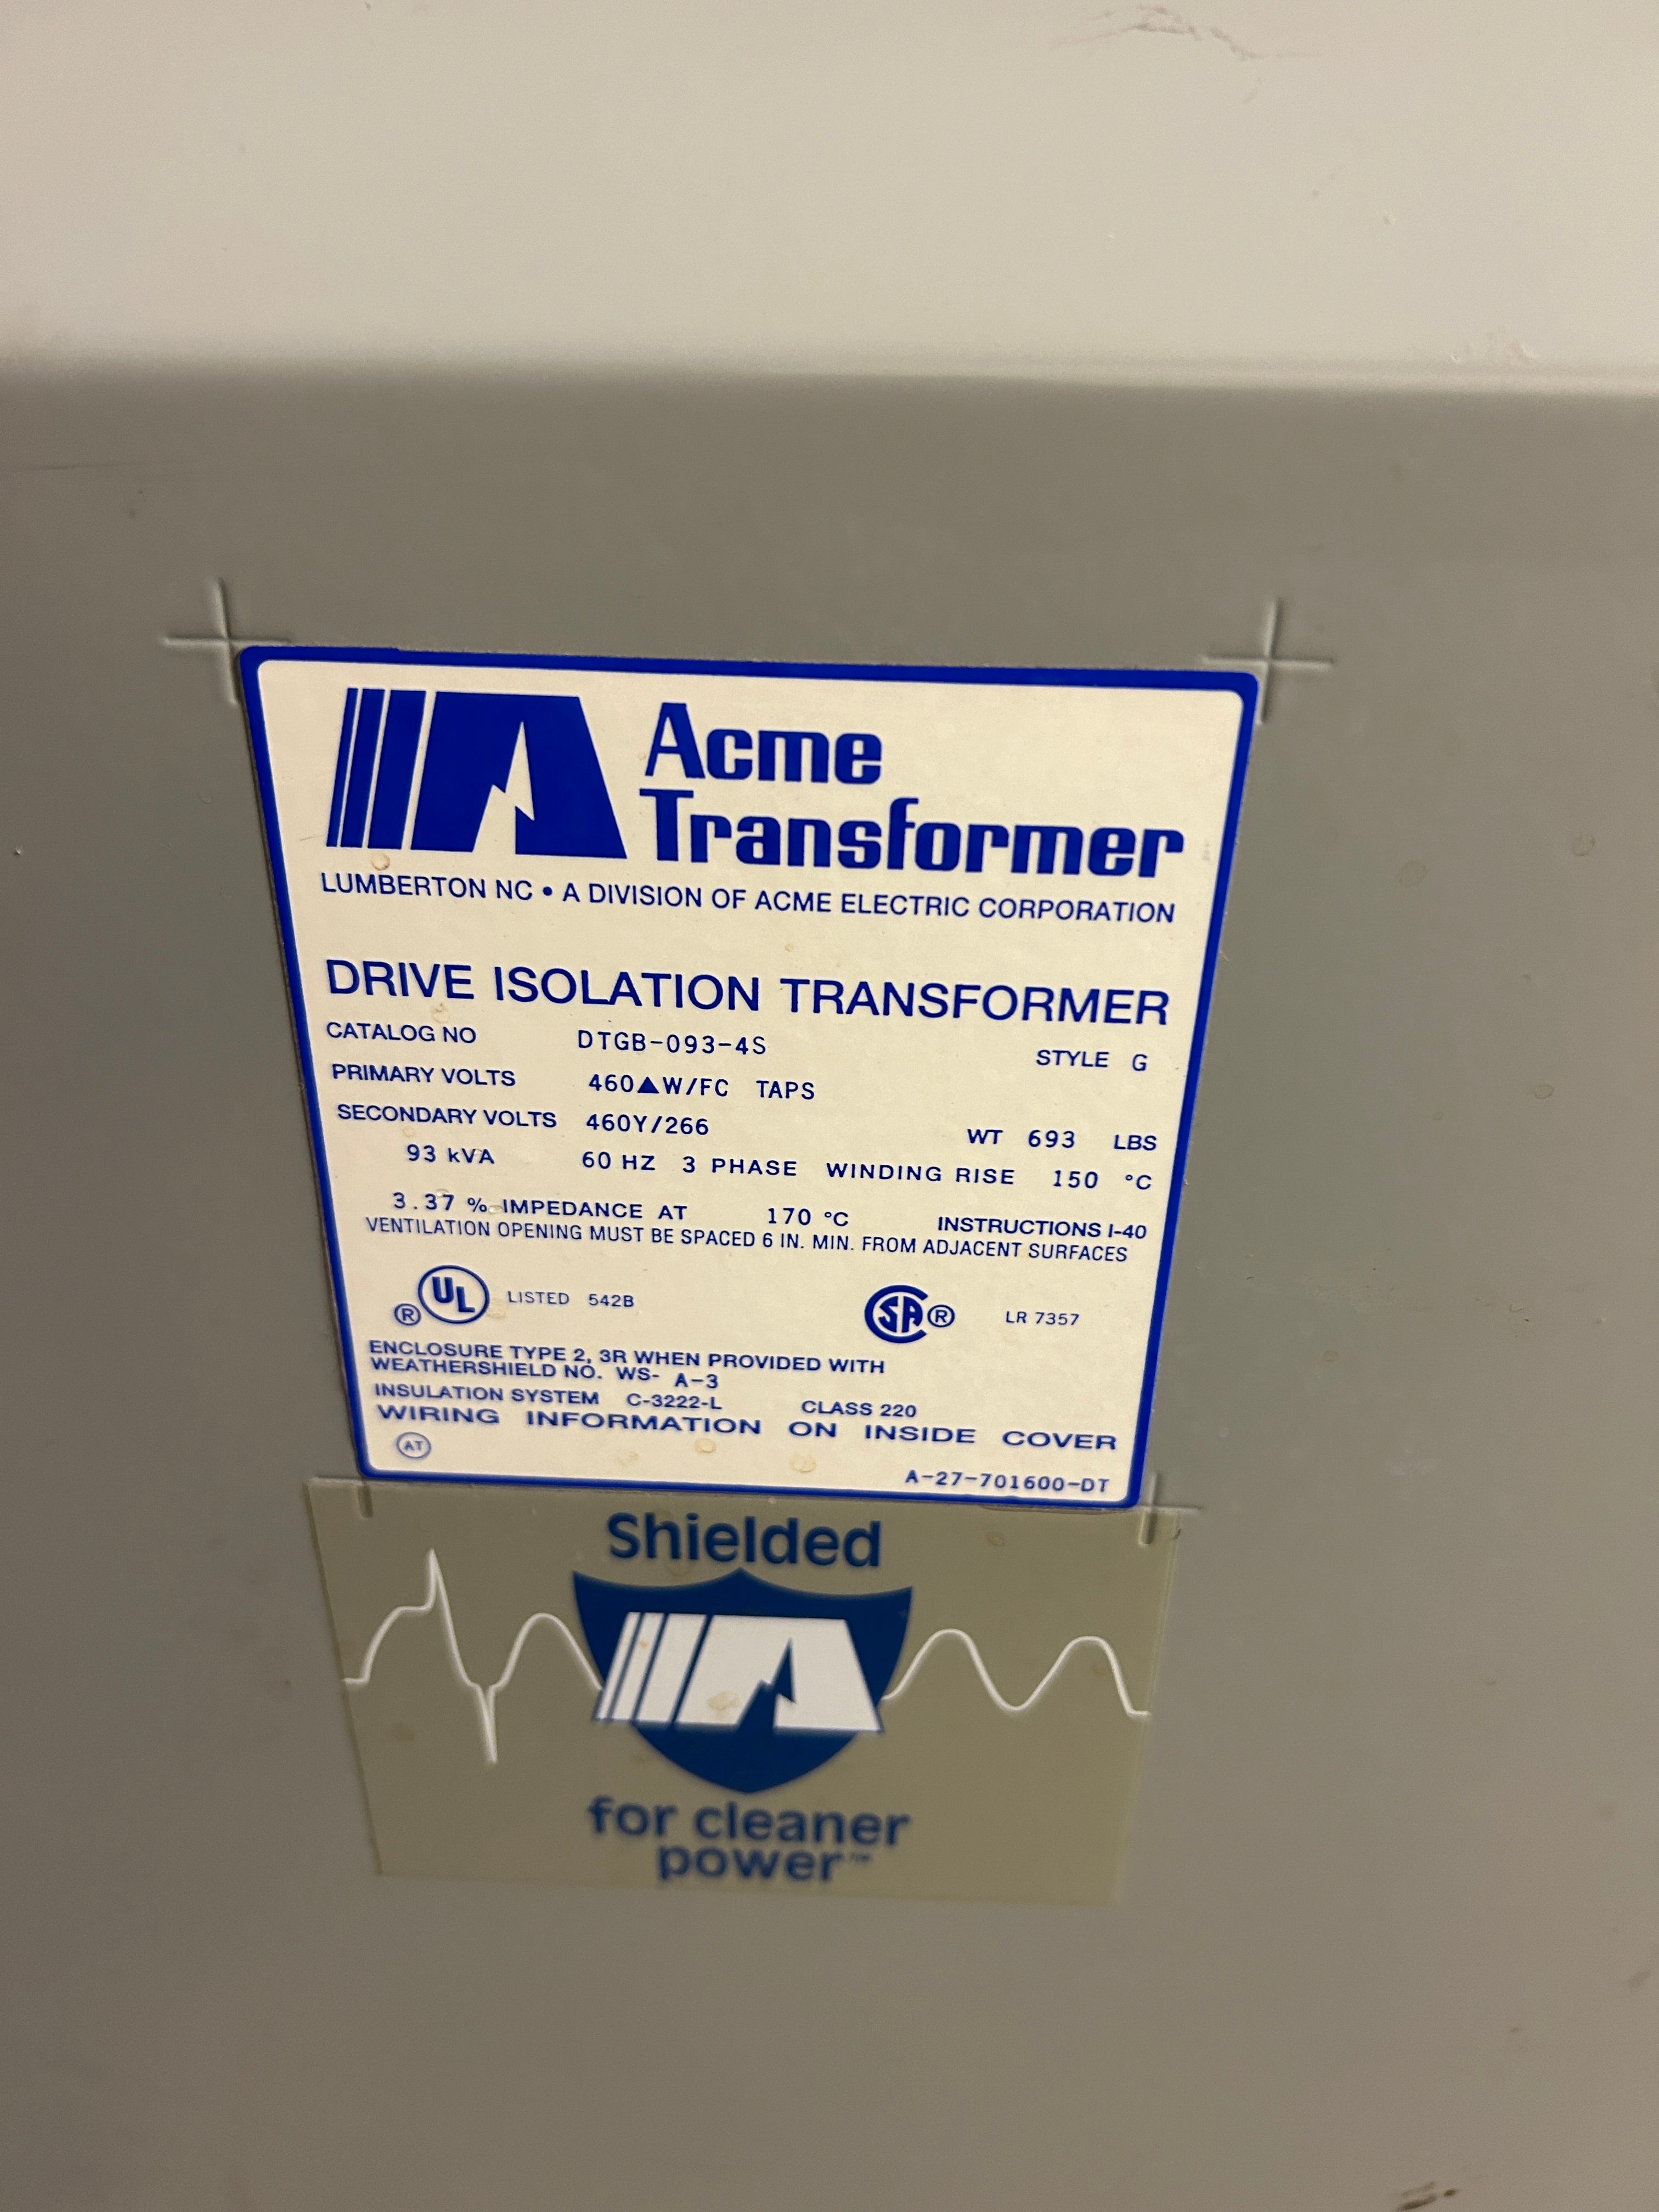 Acme
Transformer
LUMBERTON NC • A DIVISION OF ACME ELECTRIC CORPORATION
DRIVE ISOLATION TRANSFORMER
CATALOG NO DTGB-093-4S STYLE G
PRIMARY VOLTS 460▲W/FC TAPS
SECONDARY VOLTS 460Y/266 WT 693 LBS
93 kVA 60 HZ 3 PHASE WINDING RISE 150 °C
3.37 % IMPEDANCE AT 170 °C INSTRUCTIONS I-40
VENTILATION OPENING MUST BE SPACED 6 IN. MIN. FROM ADJACENT SURFACES
UL ® LISTED 542B SA ® LR 7357
ENCLOSURE TYPE 2, 3R WHEN PROVIDED WITH
WEATHERSHIELD NO. WS- A-3
INSULATION SYSTEM C-3222-L CLASS 220
WIRING INFORMATION ON INSIDE COVER
AT
A-27-701600-DT
Shielded
for cleaner
power™